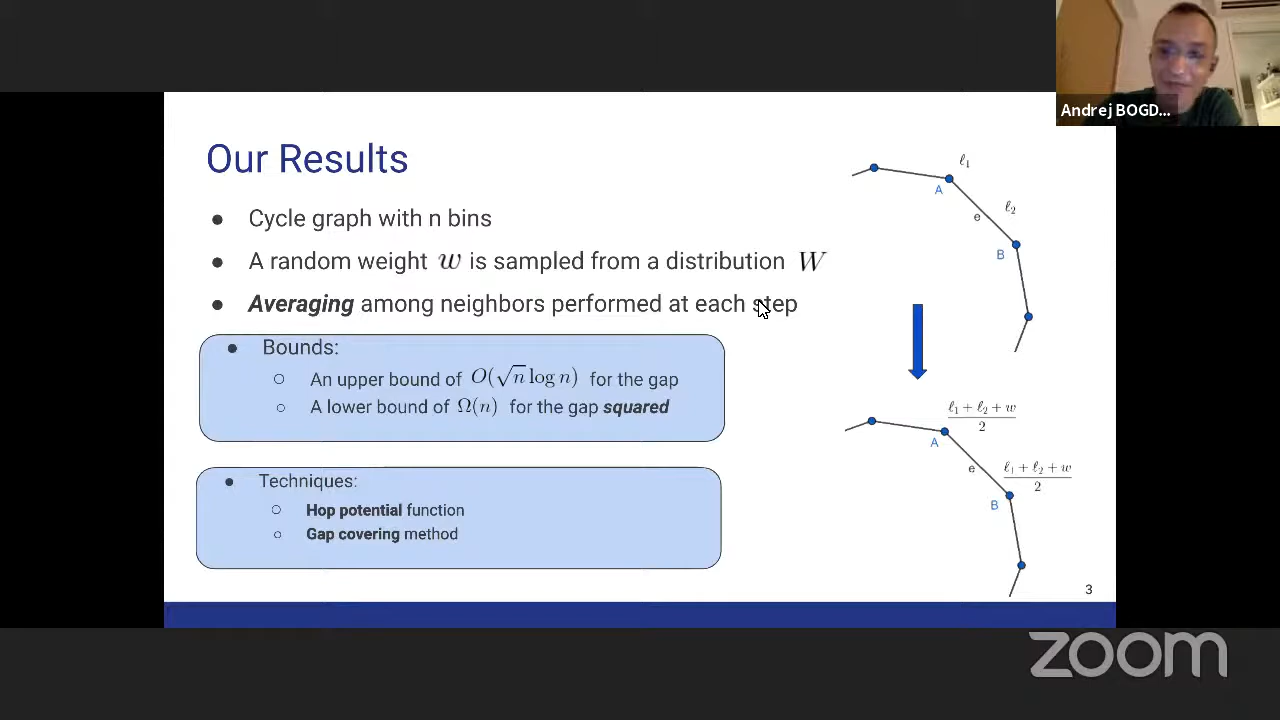 Andrej BOGD...
Our Results
● Cycle graph with n bins
● A random weight w is sampled from a distribution W
● Averaging among neighbors performed at each step
● Bounds:
○ An upper bound of O(√n log n) for the gap
○ A lower bound of Ω(n) for the gap squared
● Techniques:
○ Hop potential function
○ Gap covering method
ℓ₁
A
ℓ₂
e
B
(ℓ₁ + ℓ₂ + w)/2
A
e
(ℓ₁ + ℓ₂ + w)/2
B
3
zoom